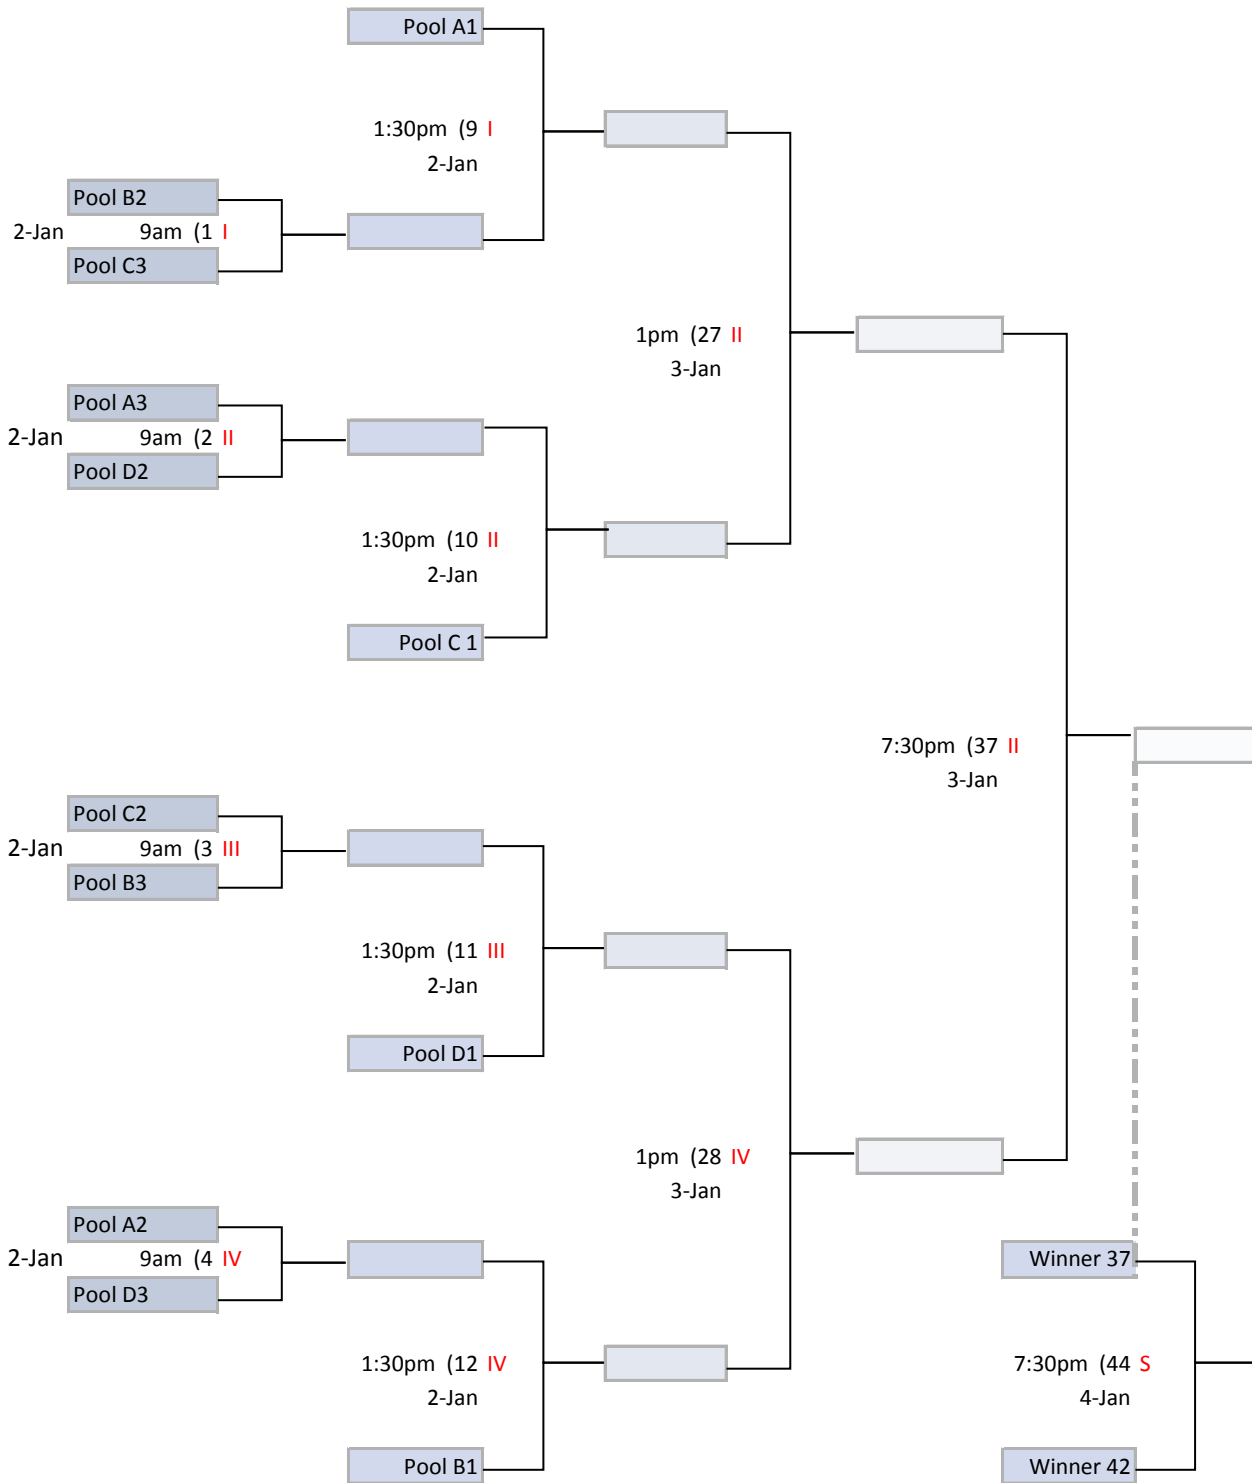 Pool A1
1:30pm (9 I
2-Jan
Pool B2
2-Jan 9am (1 I
Pool C3
1pm (27 II
3-Jan
Pool A3
2-Jan 9am (2 II
Pool D2
1:30pm (10 II
2-Jan
Pool C 1
7:30pm (37 II
3-Jan
Pool C2
2-Jan 9am (3 III
Pool B3
1:30pm (11 III
2-Jan
Pool D1
1pm (28 IV
3-Jan
Pool A2
2-Jan 9am (4 IV
Pool D3
Winner 37
1:30pm (12 IV
2-Jan
7:30pm (44 S
4-Jan
Pool B1
Winner 42